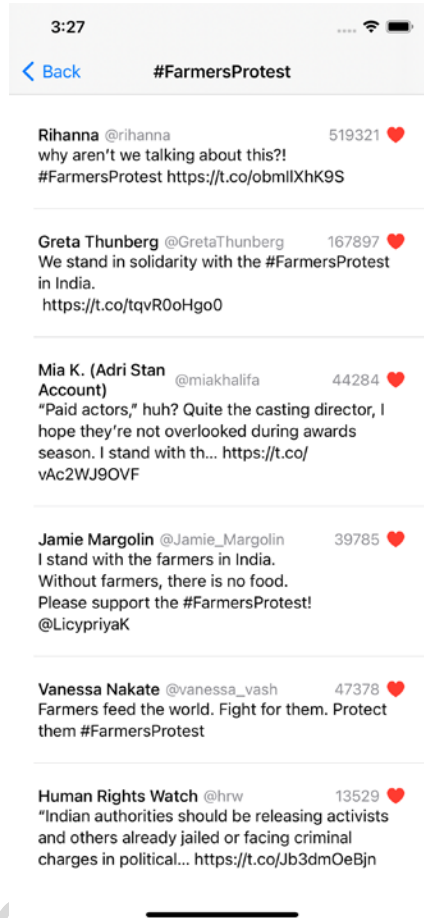 3:27
Back #FarmersProtest
Rihanna @rihanna 519321
why aren't we talking about this?!
#FarmersProtest https://t.co/obmIlXhK9S
Greta Thunberg @GretaThunberg 167897
We stand in solidarity with the #FarmersProtest
in India.
https://t.co/tqvR0oHgo0
Mia K. (Adri Stan
Account) @miakhalifa 44284
“Paid actors,” huh? Quite the casting director, I
hope they’re not overlooked during awards
season. I stand with th... https://t.co/
vAc2WJ9OVF
Jamie Margolin @Jamie_Margolin 39785
I stand with the farmers in India.
Without farmers, there is no food.
Please support the #FarmersProtest!
@LicypriyaK
Vanessa Nakate @vanessa_vash 47378
Farmers feed the world. Fight for them. Protect
them #FarmersProtest
Human Rights Watch @hrw 13529
“Indian authorities should be releasing activists
and others already jailed or facing criminal
charges in political... https://t.co/Jb3dmOeBjn